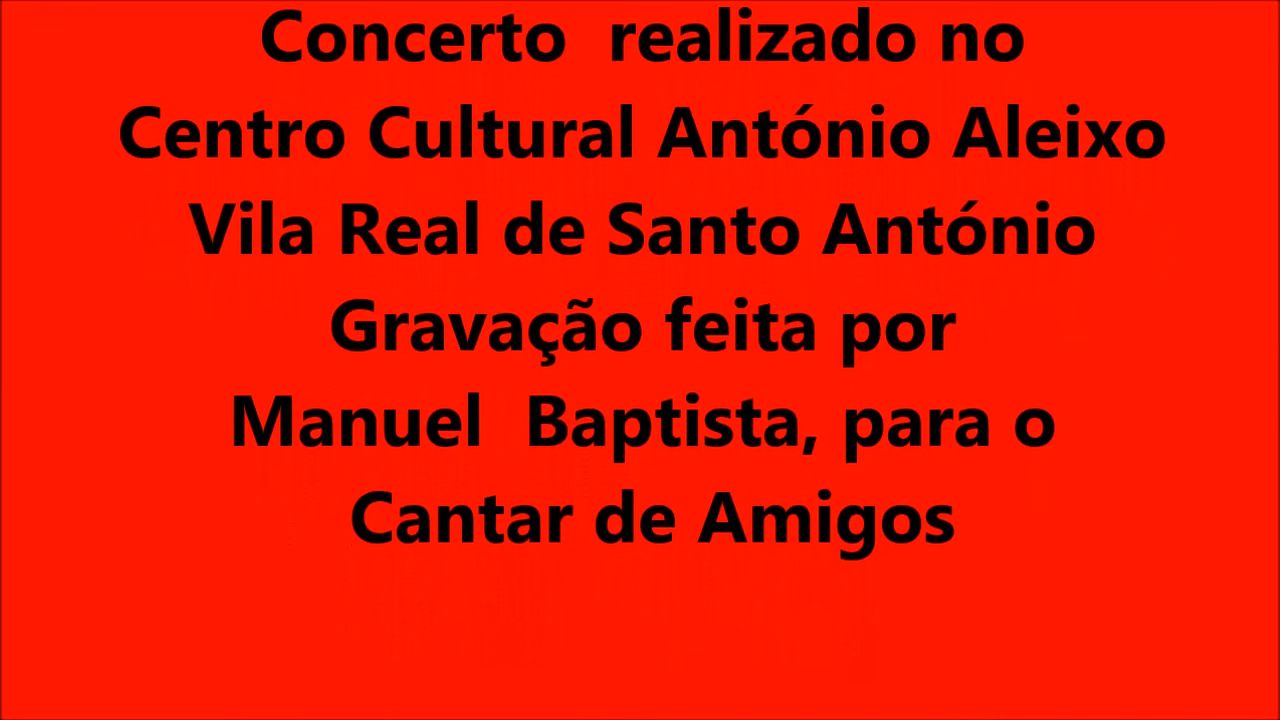 Concerto  realizado no
Centro Cultural António Aleixo
Vila Real de Santo António
Gravação feita por
Manuel  Baptista, para o
Cantar de Amigos